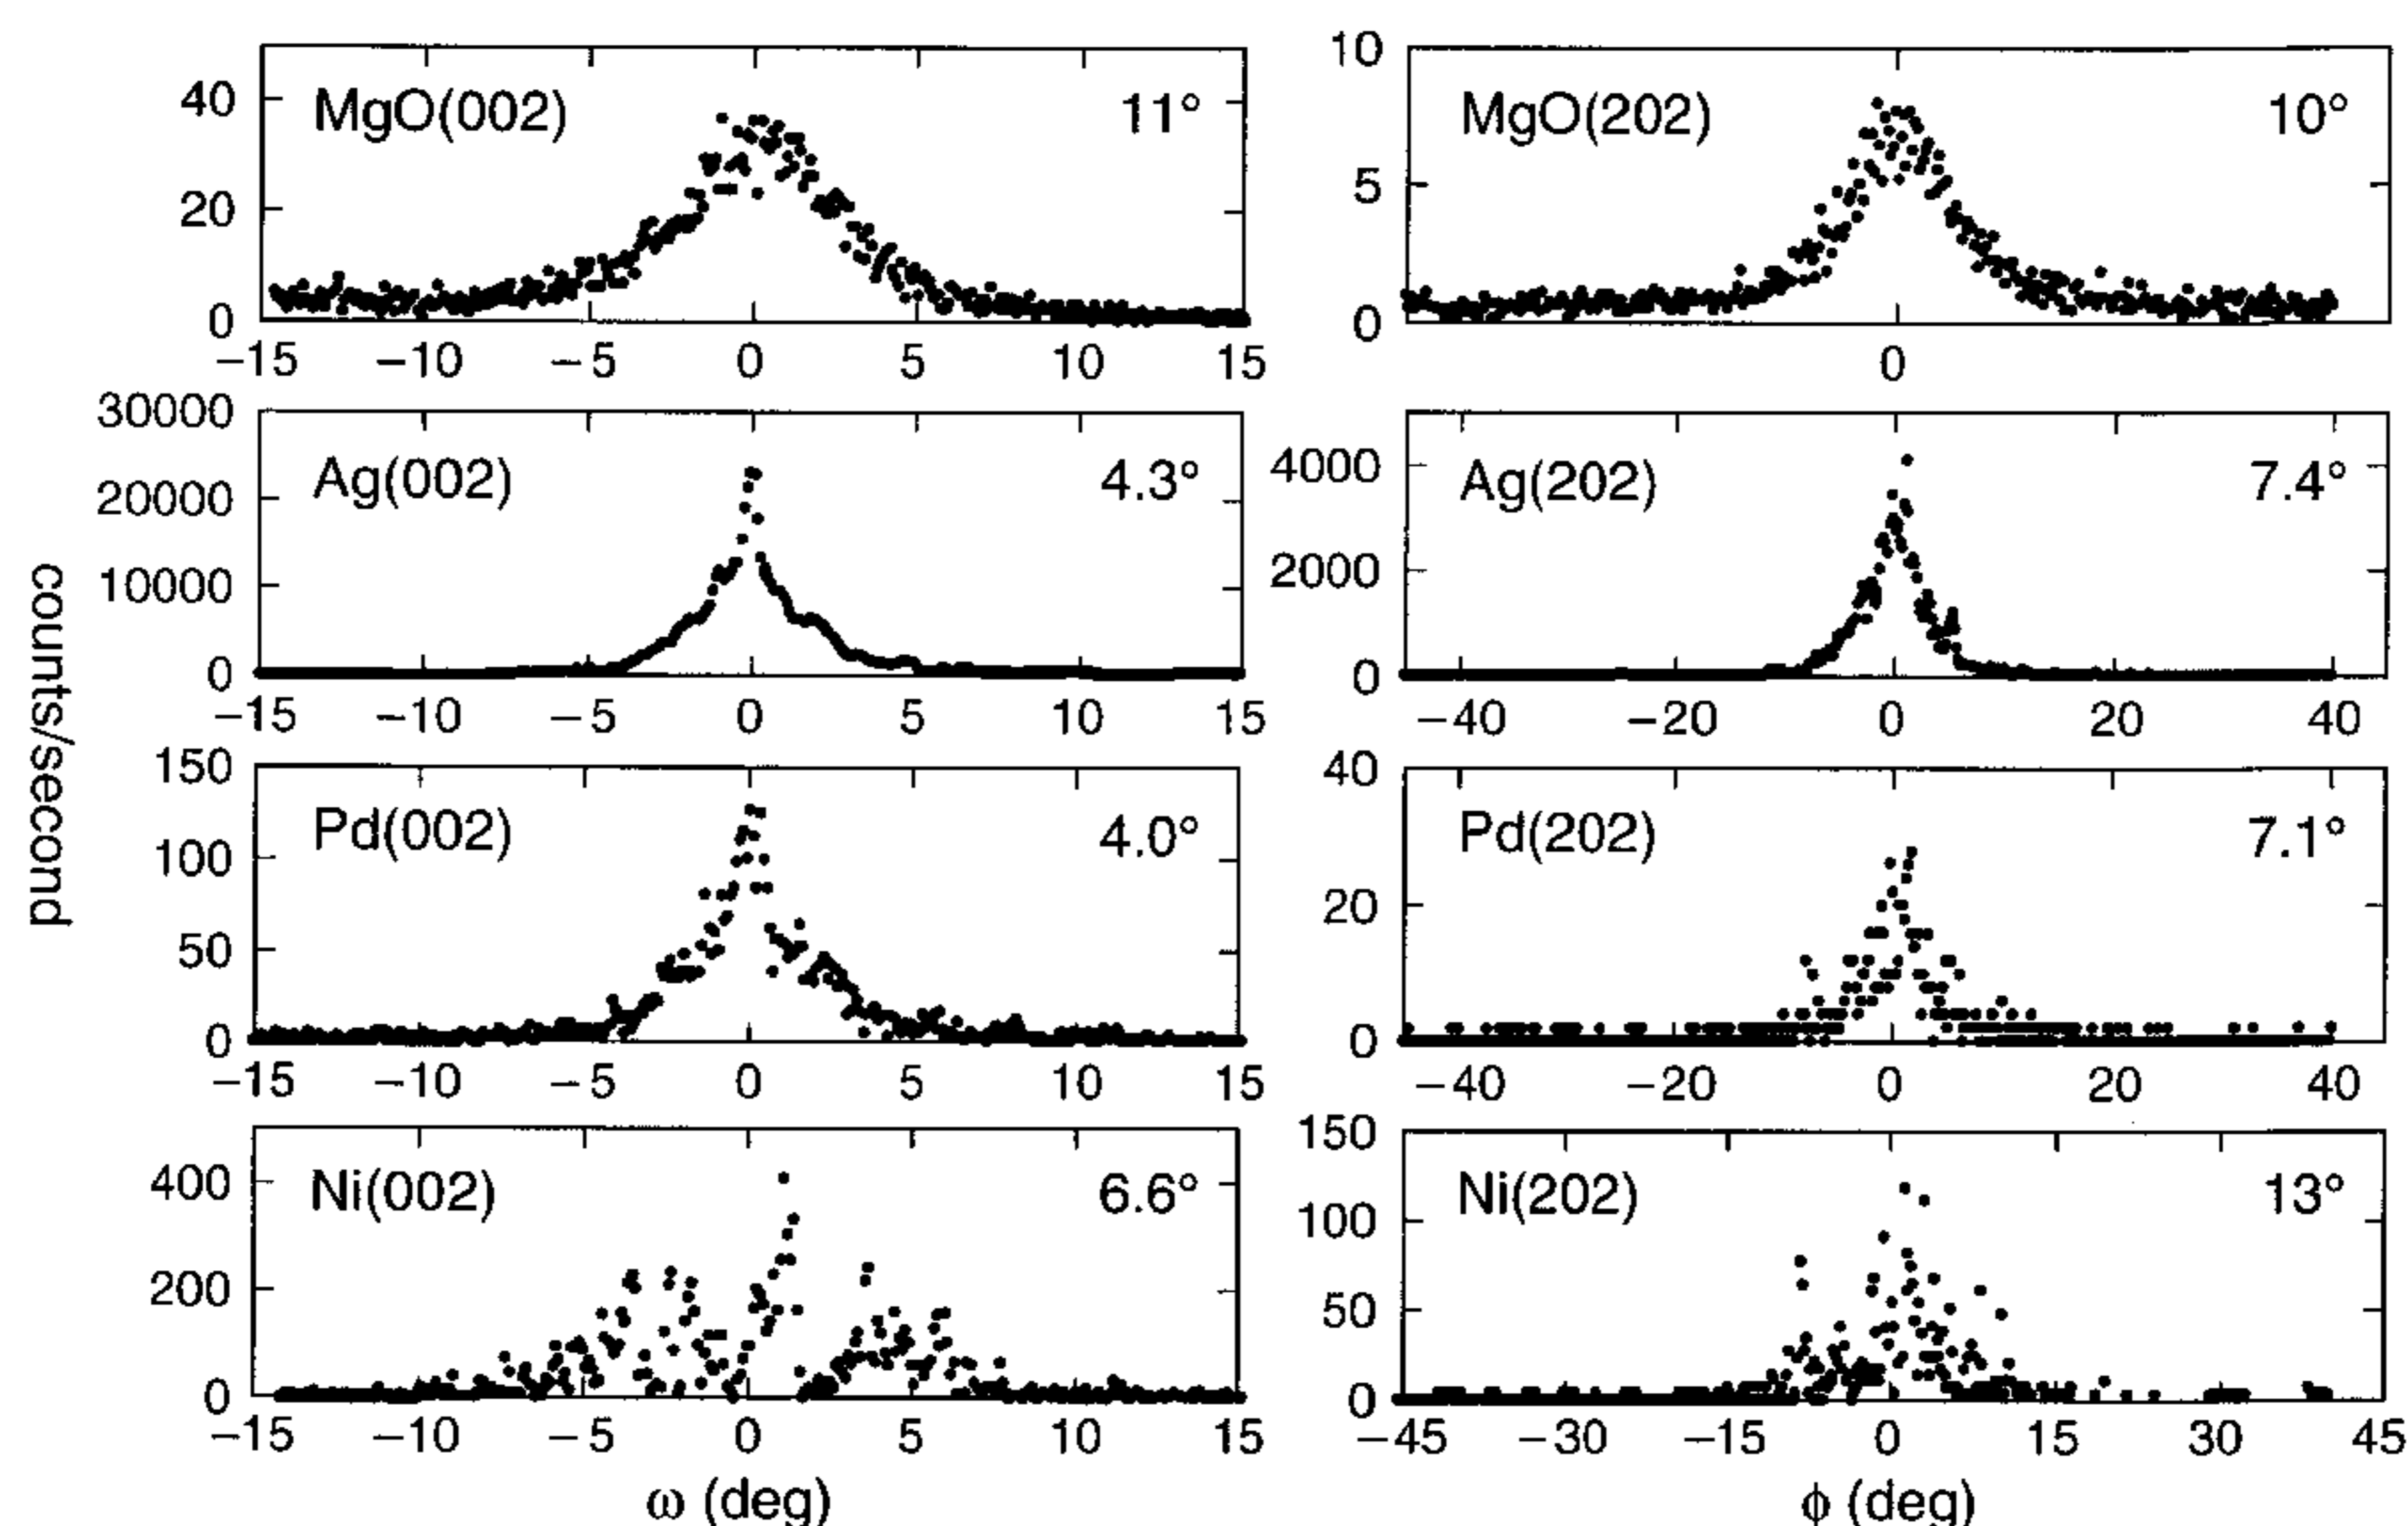 10
40
MgO(002)
11°
MgO(202)
10°
20
5
0
0
−15 −10 −5 0 5 10 15
0
30000
20000
10000
0
Ag(002)
4.3°
4000
2000
0
Ag(202)
7.4°
−15 −10 −5 0 5 10 15
−40 −20 0 20 40
counts/second
150
100
50
0
Pd(002)
4.0°
40
20
0
Pd(202)
7.1°
−15 −10 −5 0 5 10 15
−40 −20 0 20 40
400
200
0
Ni(002)
6.6°
150
100
50
0
Ni(202)
13°
−15 −10 −5 0 5 10 15
−45 −30 −15 0 15 30 45
ω (deg)
ϕ (deg)